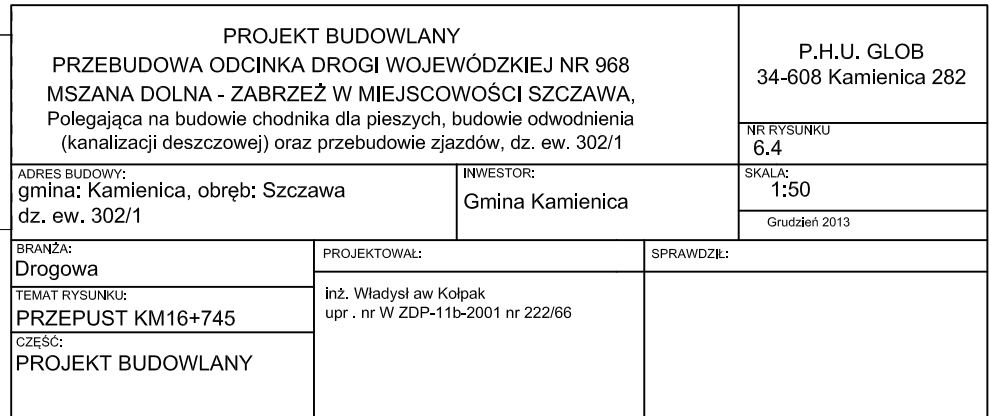 PROJEKT BUDOWLANY
PRZEBUDOWA ODCINKA DROGI WOJEWÓDZKIEJ NR 968
MSZANA DOLNA - ZABRZEŻ W MIEJSCOWOŚCI SZCZAWA,
Polegająca na budowie chodnika dla pieszych, budowie odwodnienia
(kanalizacji deszczowej) oraz przebudowie zjazdów, dz. ew. 302/1
P.H.U. GLOB
34-608 Kamienica 282
NR RYSUNKU
6.4
ADRES BUDOWY:
gmina: Kamienica, obręb: Szczawa
dz. ew. 302/1
INWESTOR:
Gmina Kamienica
SKALA:
1:50
Grudzień 2013
BRANŻA:
Drogowa
PROJEKTOWAŁ:
SPRAWDZIŁ:
TEMAT RYSUNKU:
PRZEPUST KM16+745
inż. Władysł aw Kołpak
upr . nr W ZDP-11b-2001 nr 222/66
CZĘŚĆ:
PROJEKT BUDOWLANY